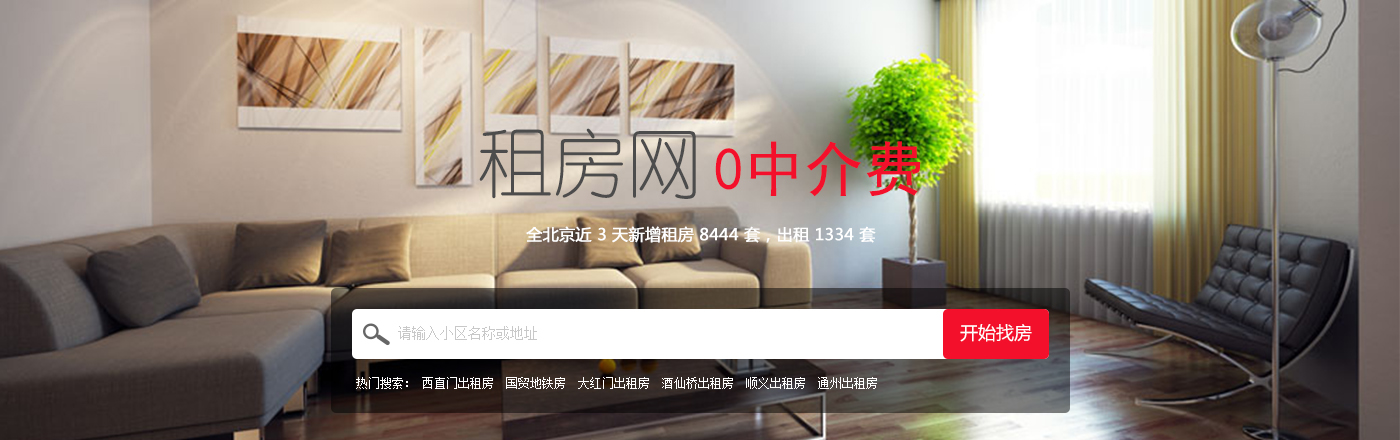 租房网 0中介费
全北京近 3 天新增租房 8444 套，出租 1334 套
请输入小区名称或地址 开始找房
热门搜索： 西直门出租房 国贸地铁房 大红门出租房 酒仙桥出租房 顺义出租房 通州出租房